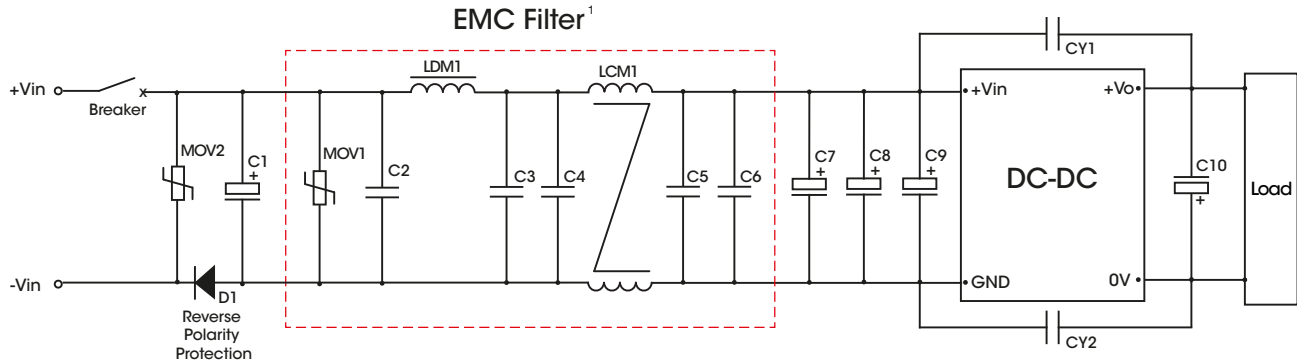 EMC Filter¹
CY1
LDM1
LCM1
+Vin
Breaker
+Vin
+Vo
MOV2
C1
+
MOV1
C2
C3
C4
C5
C6
C7
+
C8
+
C9
+
DC-DC
C10
+
Load
-Vin
D1
Reverse
Polarity
Protection
GND
0V
CY2